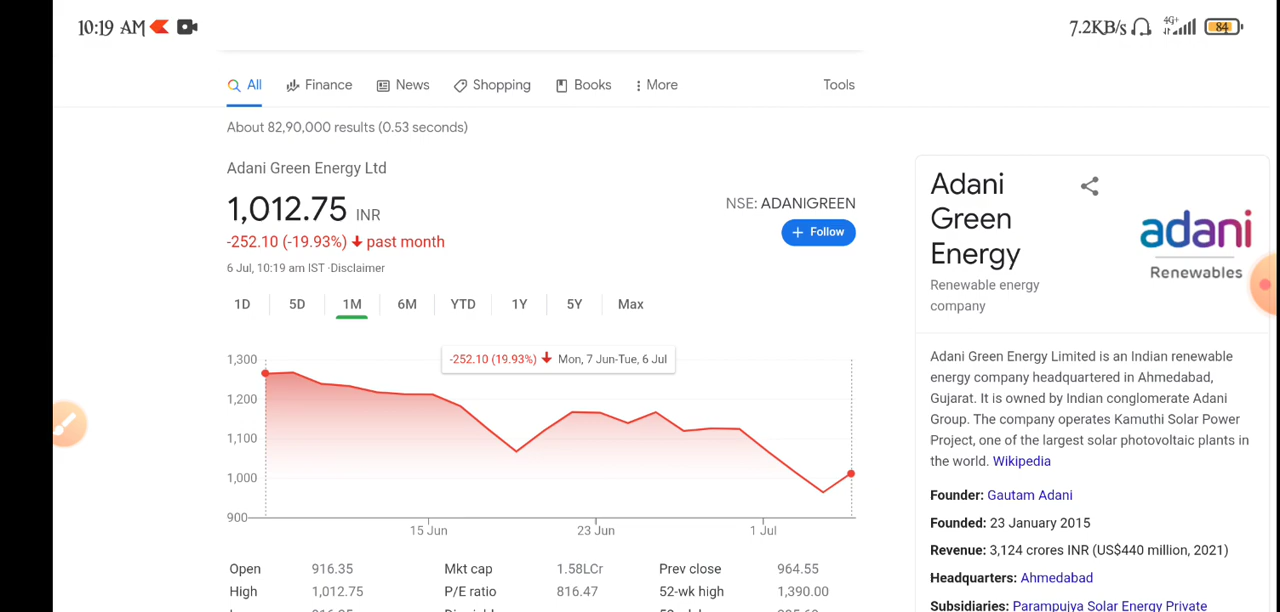 10:19 AM
7.2KB/s 4G+ 84
All Finance News Shopping Books More Tools
About 82,90,000 results (0.53 seconds)
Adani Green Energy Ltd
1,012.75 INR
-252.10 (-19.93%) past month
6 Jul, 10:19 am IST ·Disclaimer
NSE: ADANIGREEN
+ Follow
1D 5D 1M 6M YTD 1Y 5Y Max
-252.10 (19.93%) Mon, 7 Jun-Tue, 6 Jul
1,300
1,200
1,100
1,000
900
15 Jun 23 Jun 1 Jul
Open 916.35 Mkt cap 1.58LCr Prev close 964.55
High 1,012.75 P/E ratio 816.47 52-wk high 1,390.00
Adani
Green
Energy
Renewable energy
company
adani
Renewables
Adani Green Energy Limited is an Indian renewable
energy company headquartered in Ahmedabad,
Gujarat. It is owned by Indian conglomerate Adani
Group. The company operates Kamuthi Solar Power
Project, one of the largest solar photovoltaic plants in
the world. Wikipedia
Founder: Gautam Adani
Founded: 23 January 2015
Revenue: 3,124 crores INR (US$440 million, 2021)
Headquarters: Ahmedabad
Subsidiaries: Parampujya Solar Energy Private